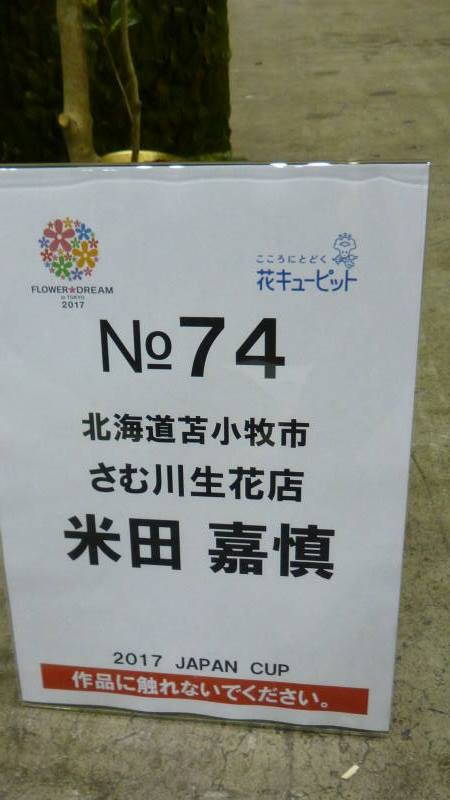 FLOWER★DREAM
in TOKYO
2017
こころにとどく
花キューピット
№74
北海道苫小牧市
さむ川生花店
米田 嘉慎
2017 JAPAN CUP
作品に触れないでください。